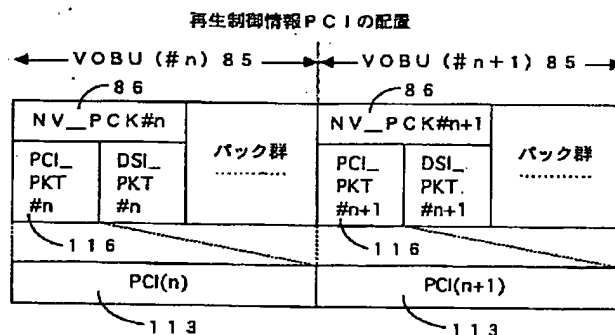 再生制御情報PCIの配置
VOBU(#n)85 VOBU(#n+1)85
86 86
NV__PCK#n パック群 NV__PCK#n+1 パック群
PCI_ DSI_ ‥‥‥‥ PCI_ DSI_ ‥‥‥‥
PKT PKT PKT PKT.
#n #n #n+1 #n+1
116 116
PCI(n) PCI(n+1)
113 113